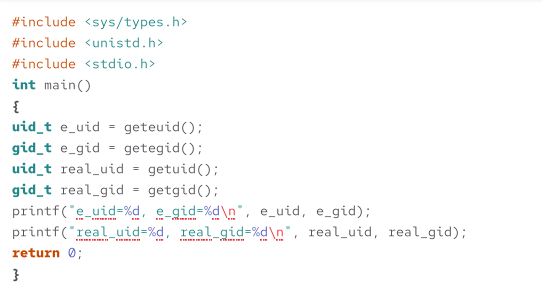 #include <sys/types.h>
#include <unistd.h>
#include <stdio.h>
int main()
{
uid_t e_uid = geteuid();
gid_t e_gid = getegid();
uid_t real_uid = getuid();
gid_t real_gid = getgid();
printf("e_uid=%d, e_gid=%d\n", e_uid, e_gid);
printf("real_uid=%d, real_gid=%d\n", real_uid, real_gid);
return 0;
}